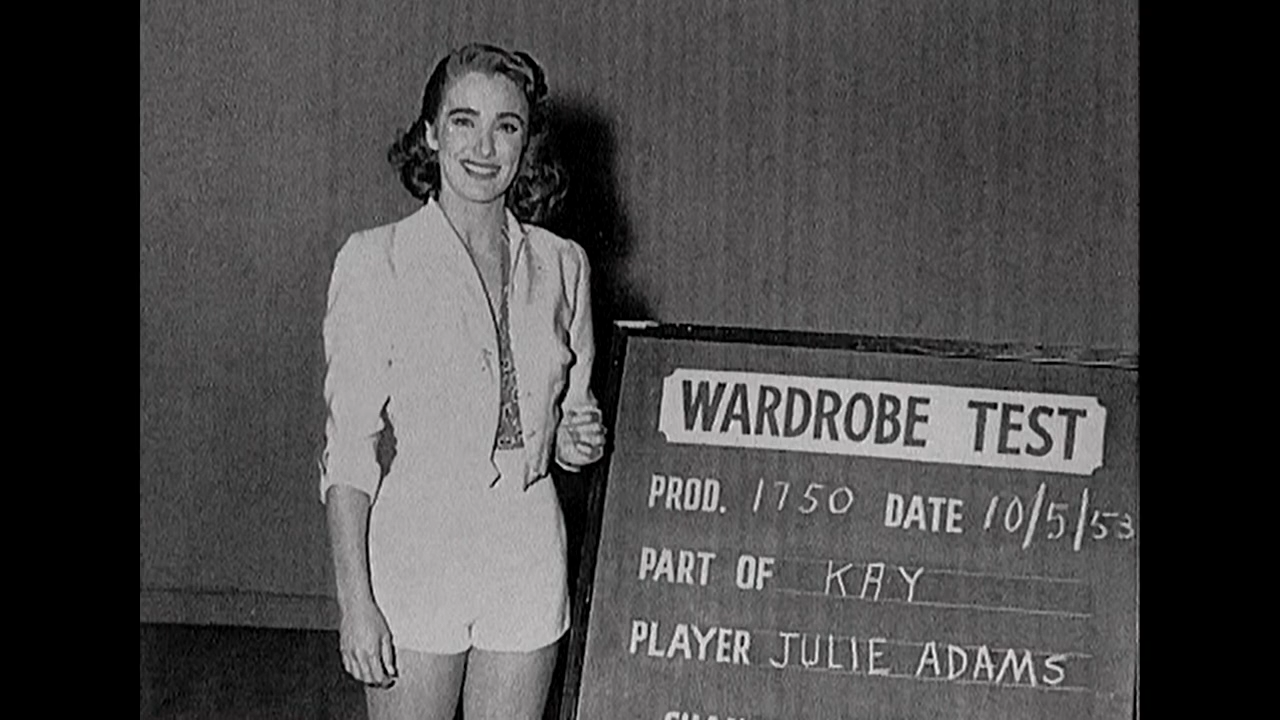 WARDROBE TEST
PROD. 1750 DATE 10/5/53
PART OF KAY
PLAYER JULIE ADAMS